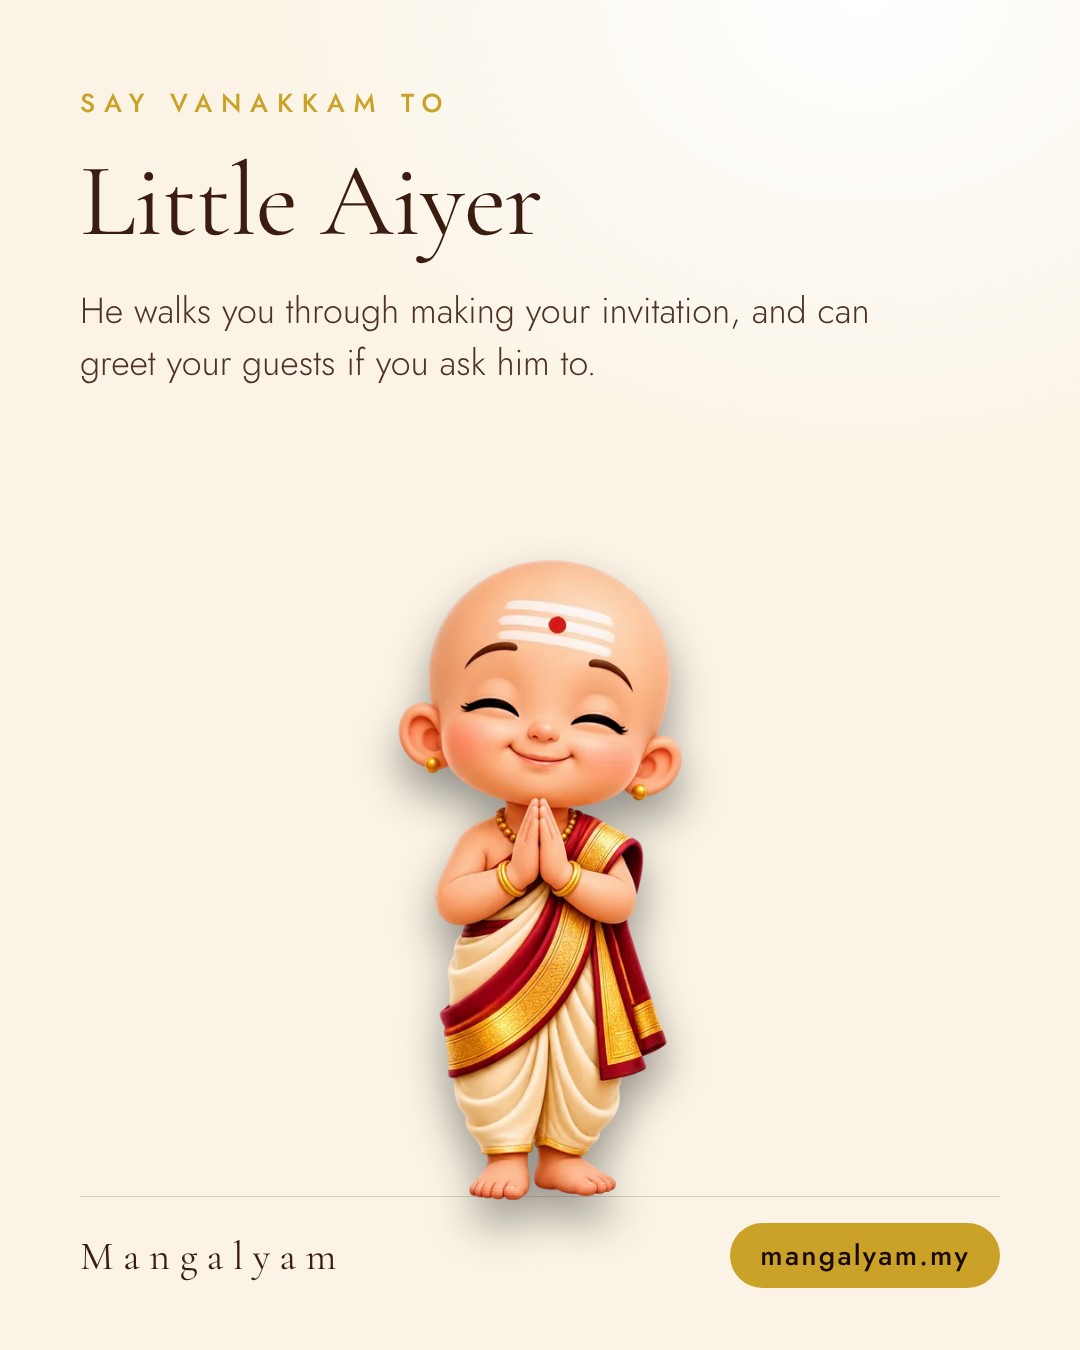 SAY VANAKKAM TO
Little Aiyer
He walks you through making your invitation, and can
greet your guests if you ask him to.
Mangalyam
mangalyam.my